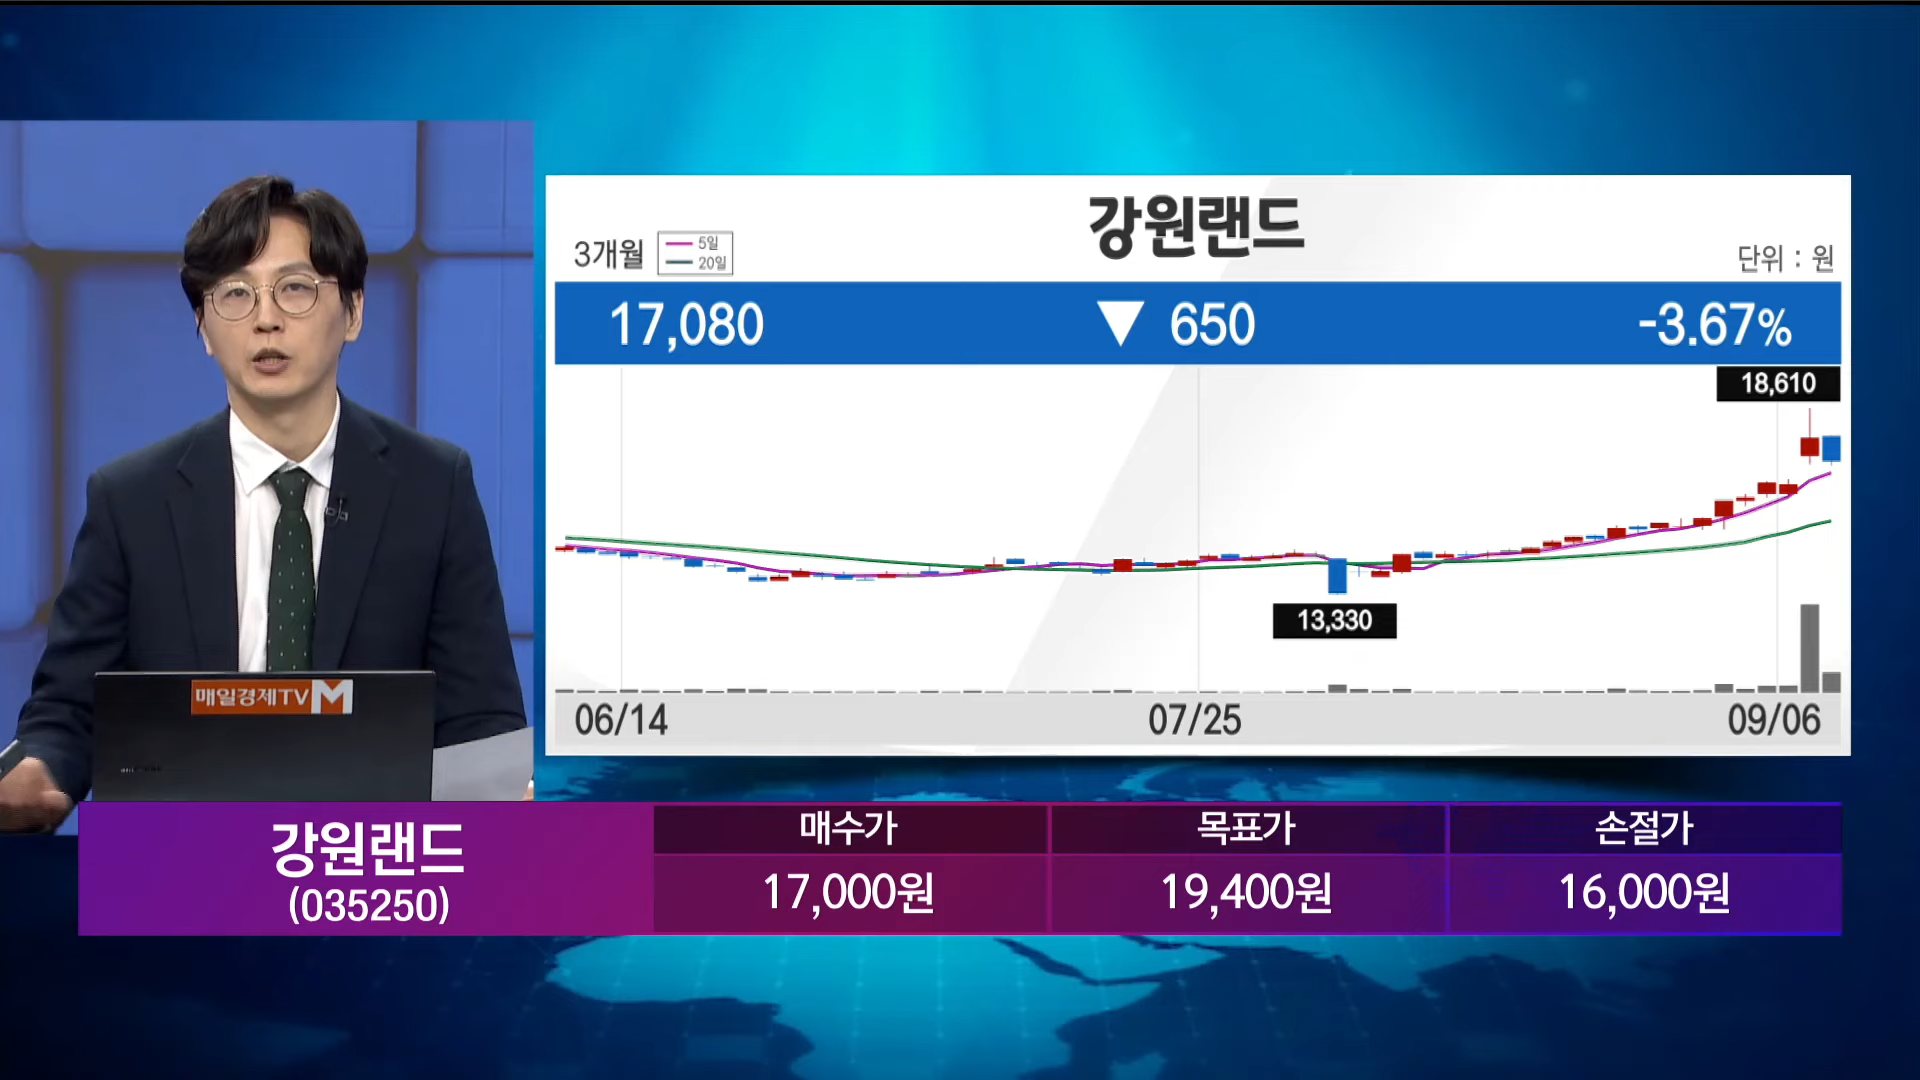 강원랜드
3개월
5일
20일
단위 : 원
17,080 ▼ 650 -3.67%
18,610
13,330
06/14 07/25 09/06
매일경제TV M
강원랜드
(035250)
매수가 목표가 손절가
17,000원 19,400원 16,000원